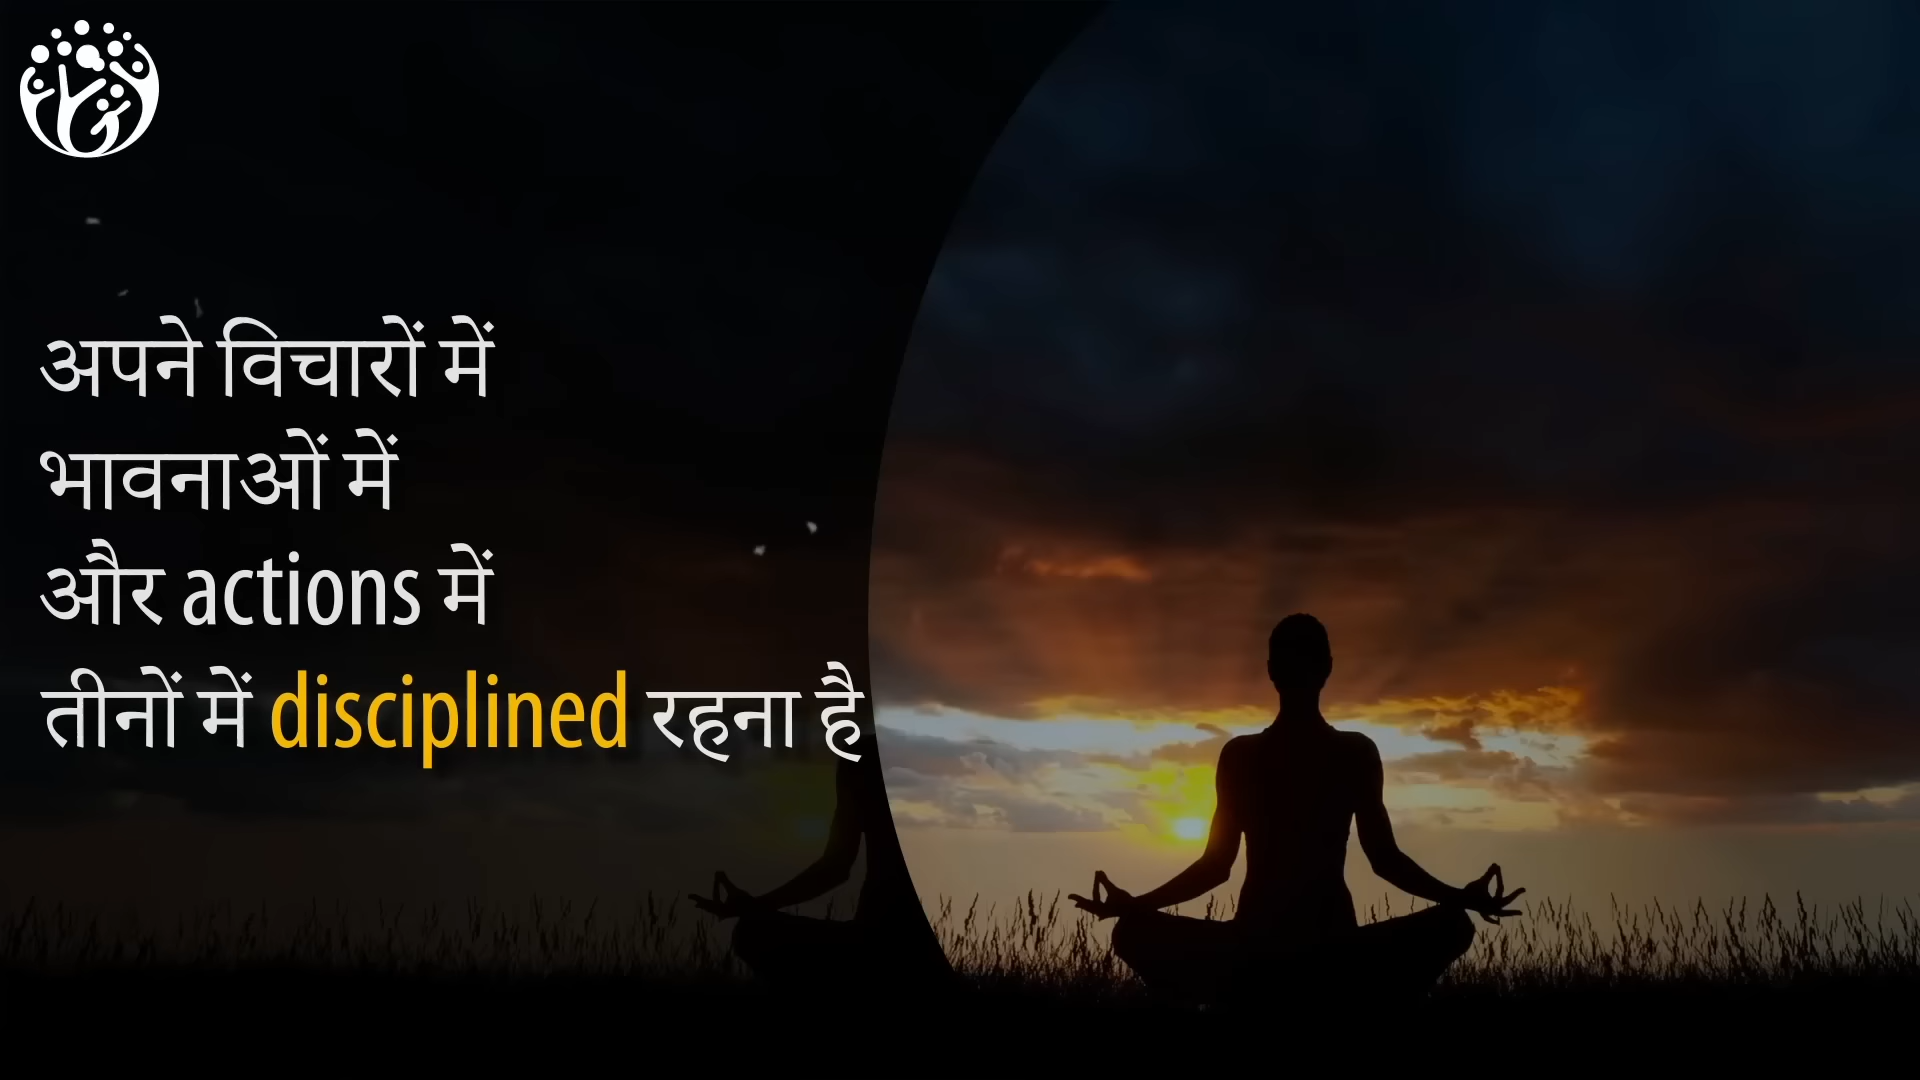 अपने विचारों में
भावनाओं में
और actions में
तीनों में disciplined रहना है